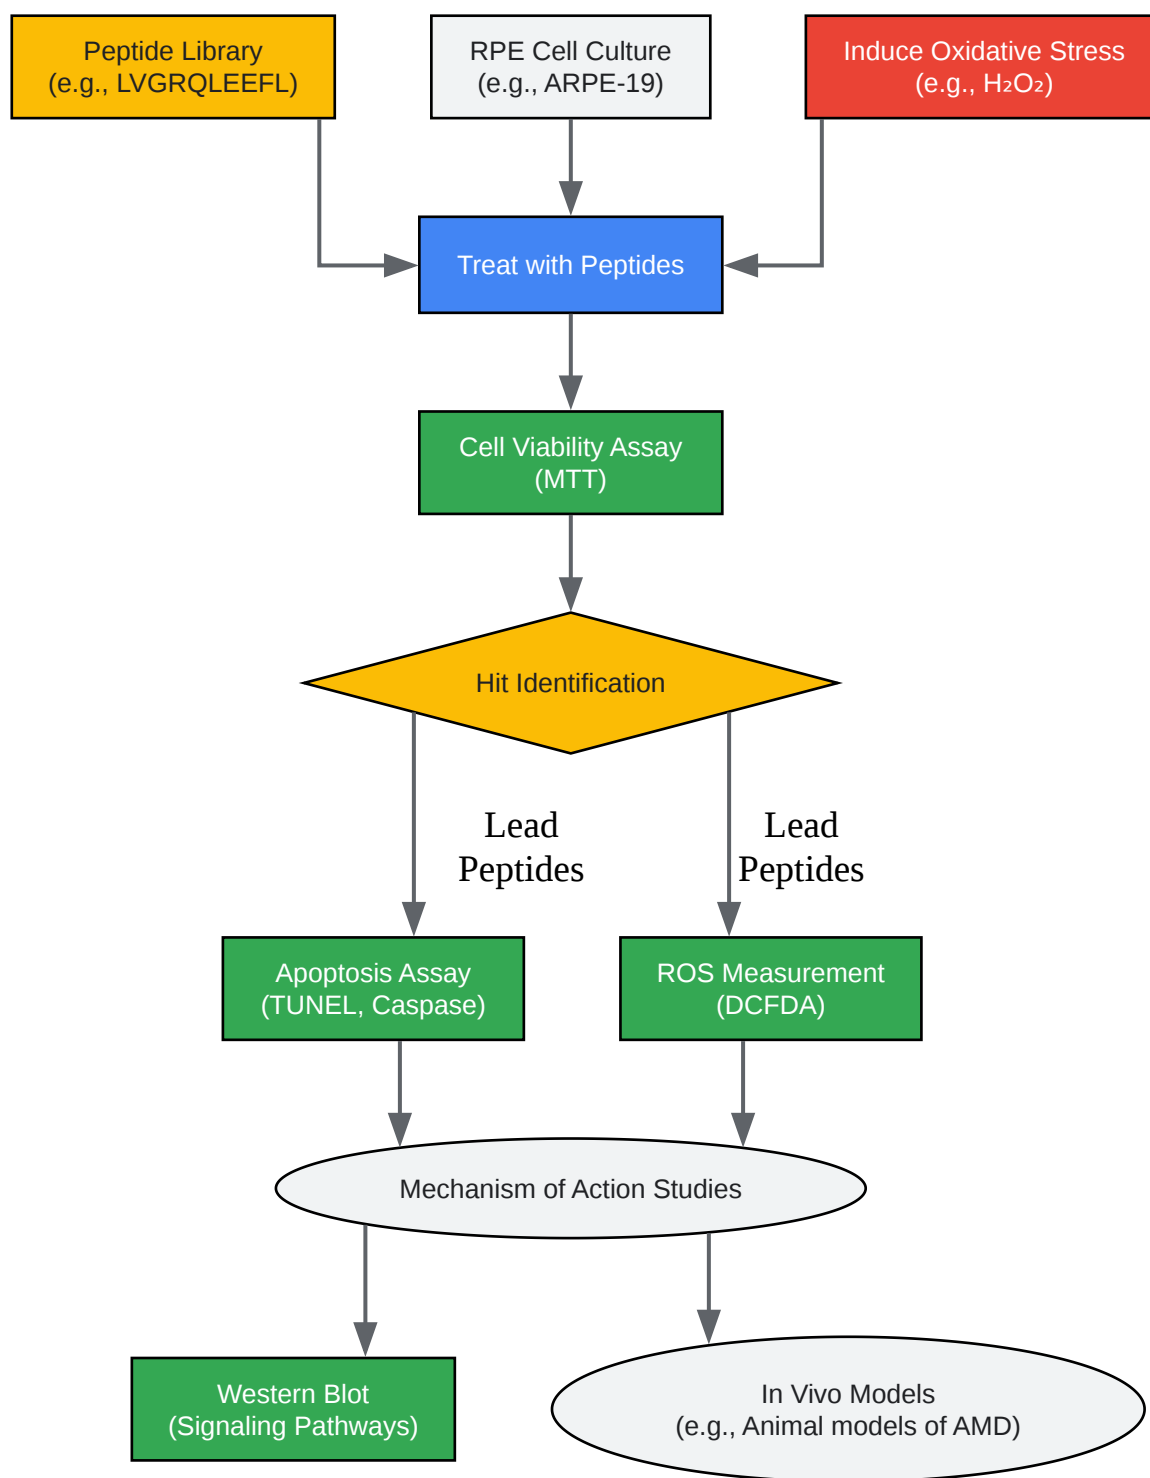 Peptide Library
(e.g., LVGRQLEEFL)
RPE Cell Culture
(e.g., ARPE-19)
Induce Oxidative Stress
(e.g., H₂O₂)
Treat with Peptides
Cell Viability Assay
(MTT)
Hit Identification
Lead
Peptides
Lead
Peptides
Apoptosis Assay
(TUNEL, Caspase)
ROS Measurement
(DCFDA)
Mechanism of Action Studies
Western Blot
(Signaling Pathways)
In Vivo Models
(e.g., Animal models of AMD)